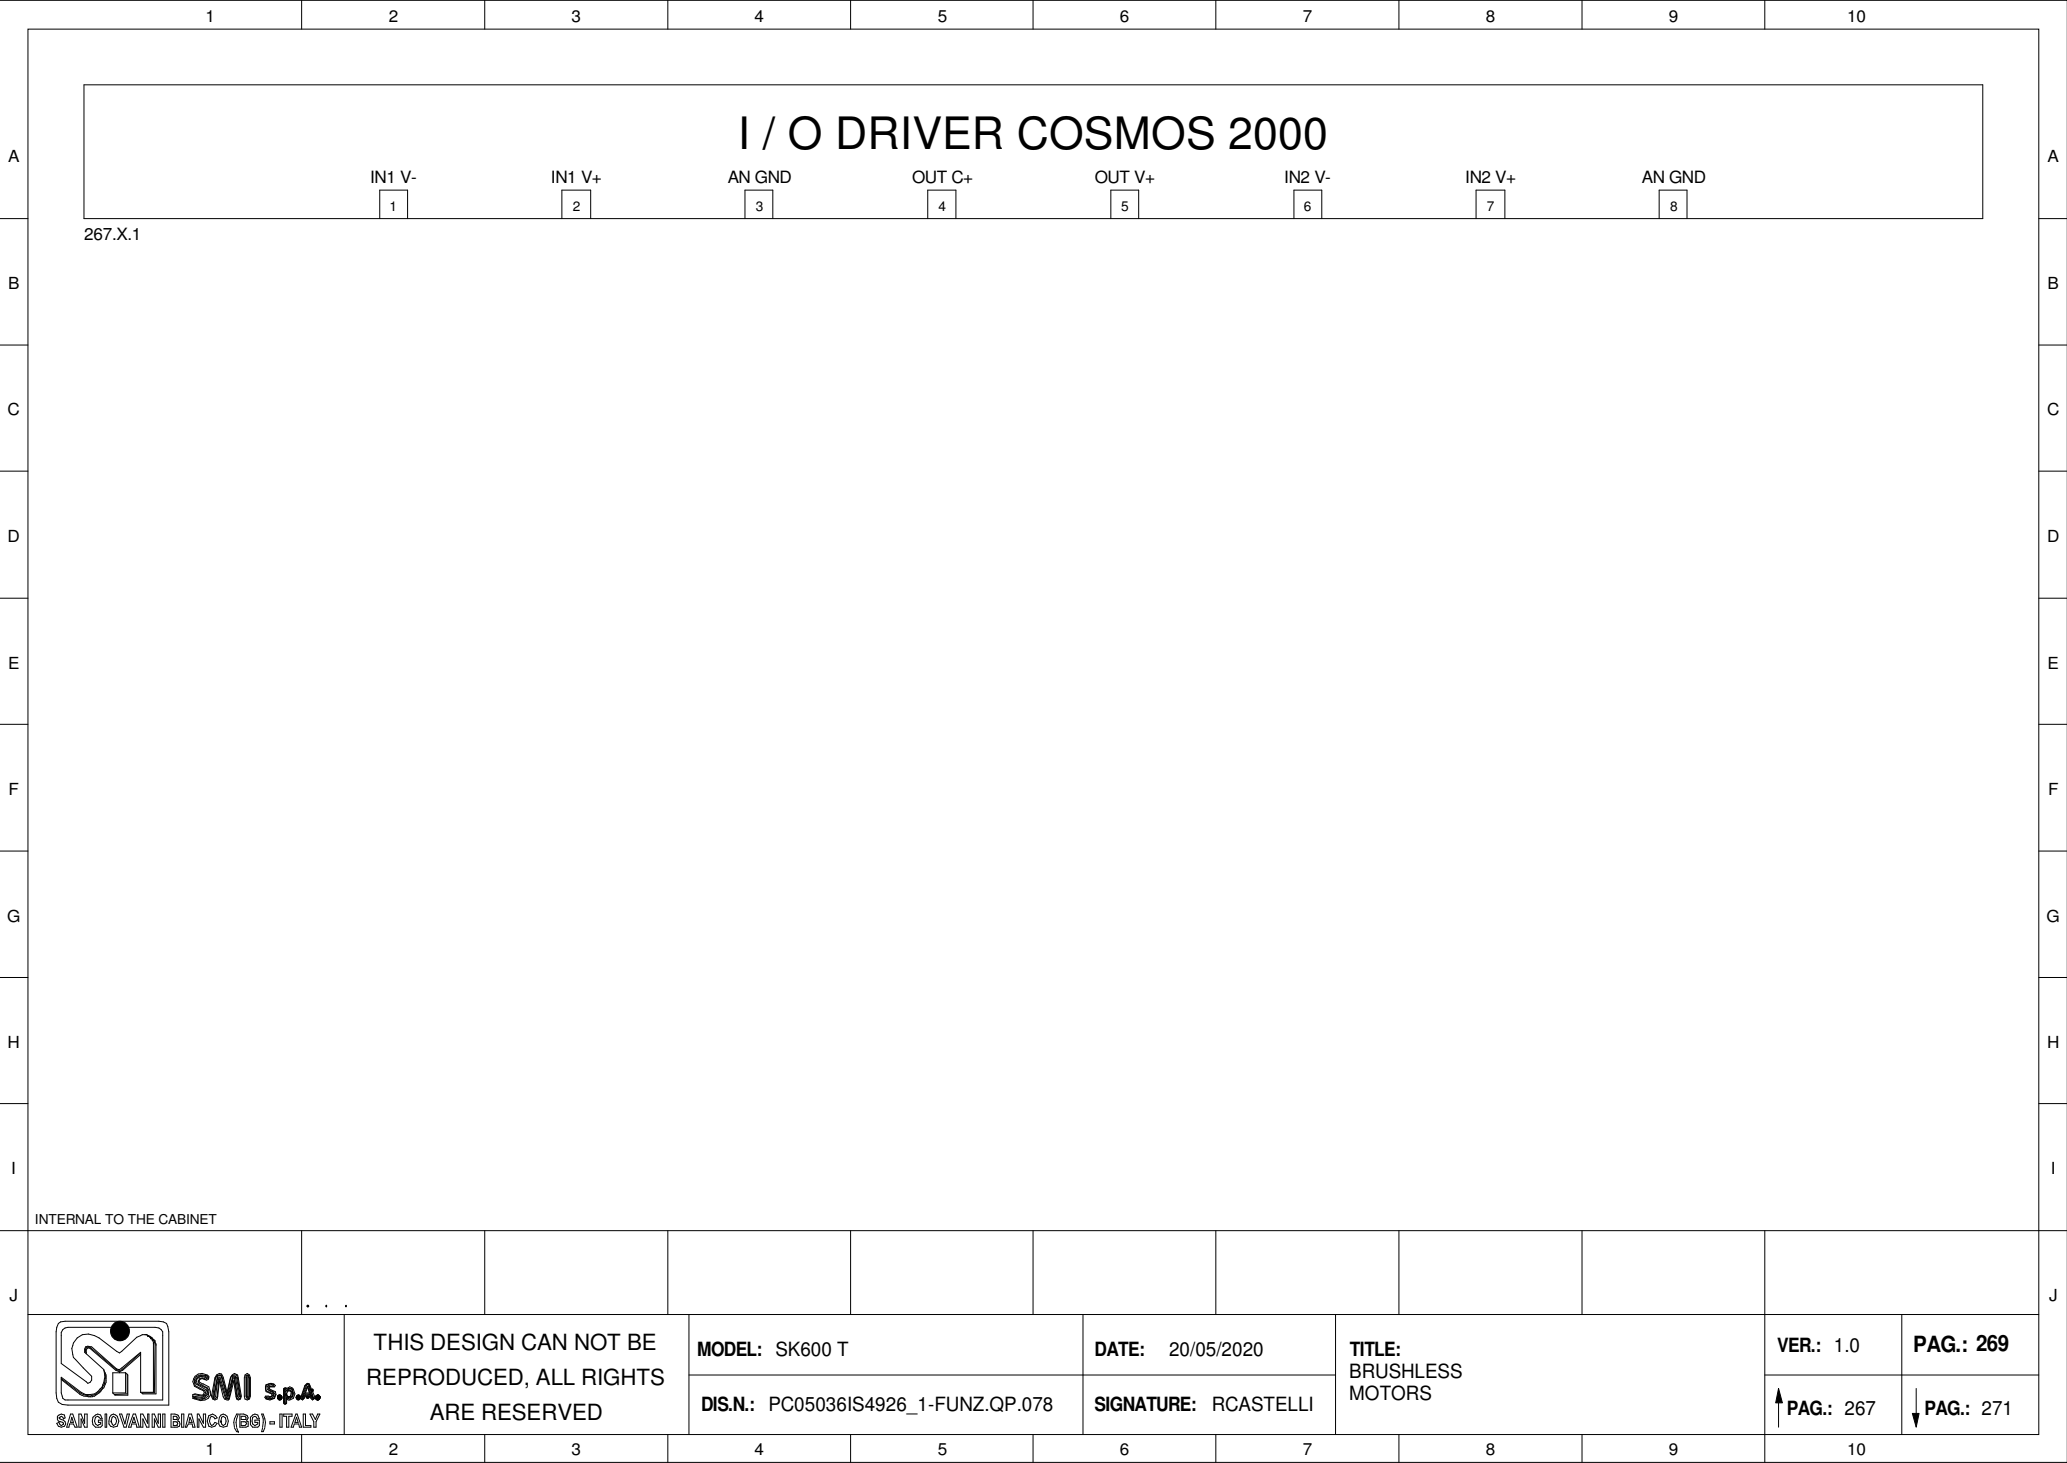 1 2 3 4 5 6 7 8 9 10
I / O DRIVER COSMOS 2000
A A
IN1 V- IN1 V+ AN GND OUT C+ OUT V+ IN2 V- IN2 V+ AN GND
1 2 3 4 5 6 7 8
267.X.1
B B
C C
D D
E E
F F
G G
H H
I I
INTERNAL TO THE CABINET
J J
. . .
SMI s.p.A.
SAN GIOVANNI BIANCO (BG) - ITALY
THIS DESIGN CAN NOT BE
REPRODUCED, ALL RIGHTS
ARE RESERVED
MODEL: SK600 T
DIS.N.: PC05036IS4926_1-FUNZ.QP.078
DATE: 20/05/2020
SIGNATURE: RCASTELLI
TITLE:
BRUSHLESS
MOTORS
VER.: 1.0
PAG.: 269
PAG.: 267
PAG.: 271
1 2 3 4 5 6 7 8 9 10